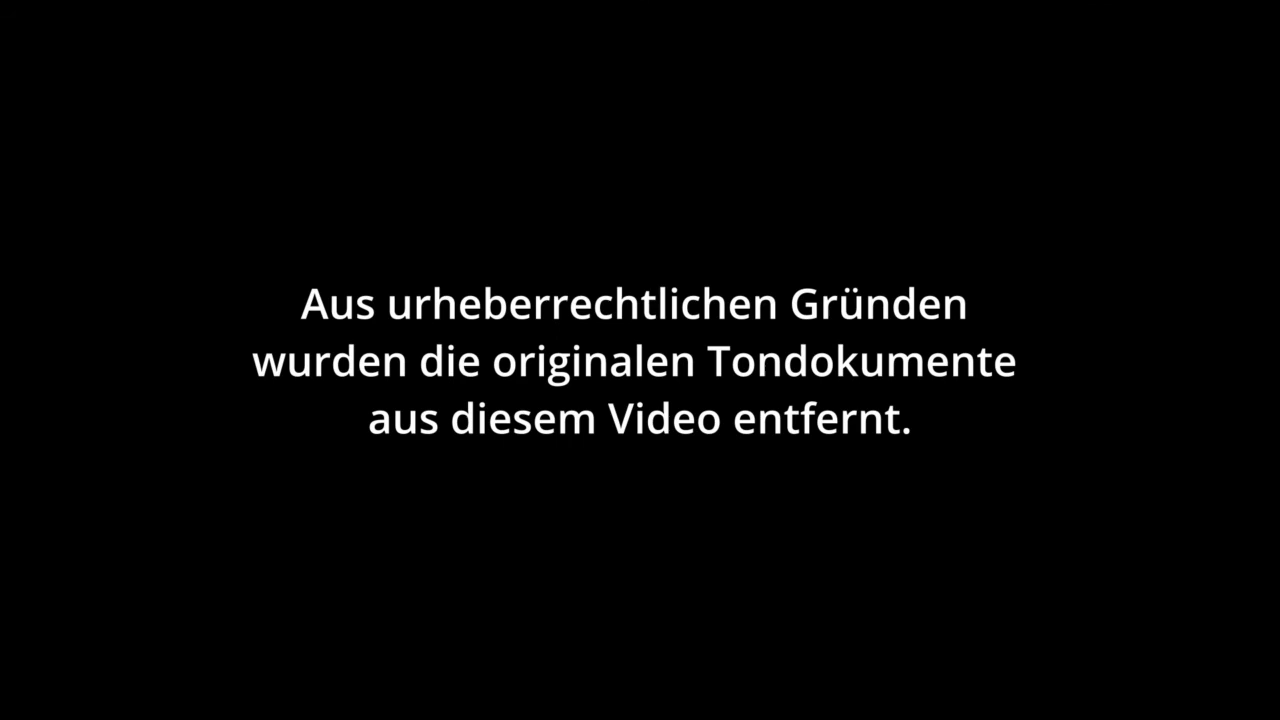 Aus urheberrechtlichen Gründen
wurden die originalen Tondokumente
aus diesem Video entfernt.